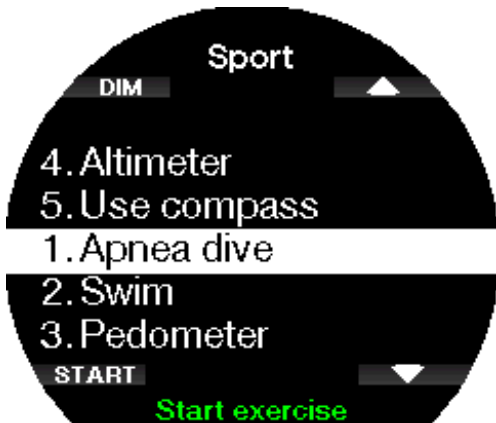 Sport
DIM
4. Altimeter
5. Use compass
1. Apnea dive
2. Swim
3. Pedometer
START
Start exercise